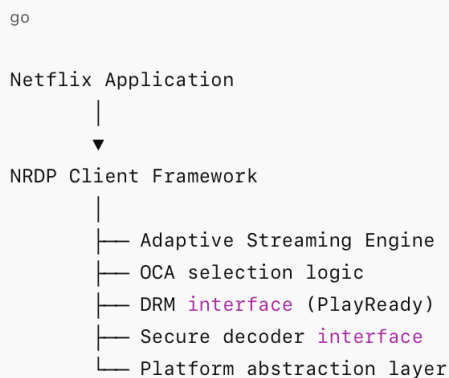 go
Netflix Application
│
▼
NRDP Client Framework
│
├── Adaptive Streaming Engine
├── OCA selection logic
├── DRM interface (PlayReady)
├── Secure decoder interface
└── Platform abstraction layer